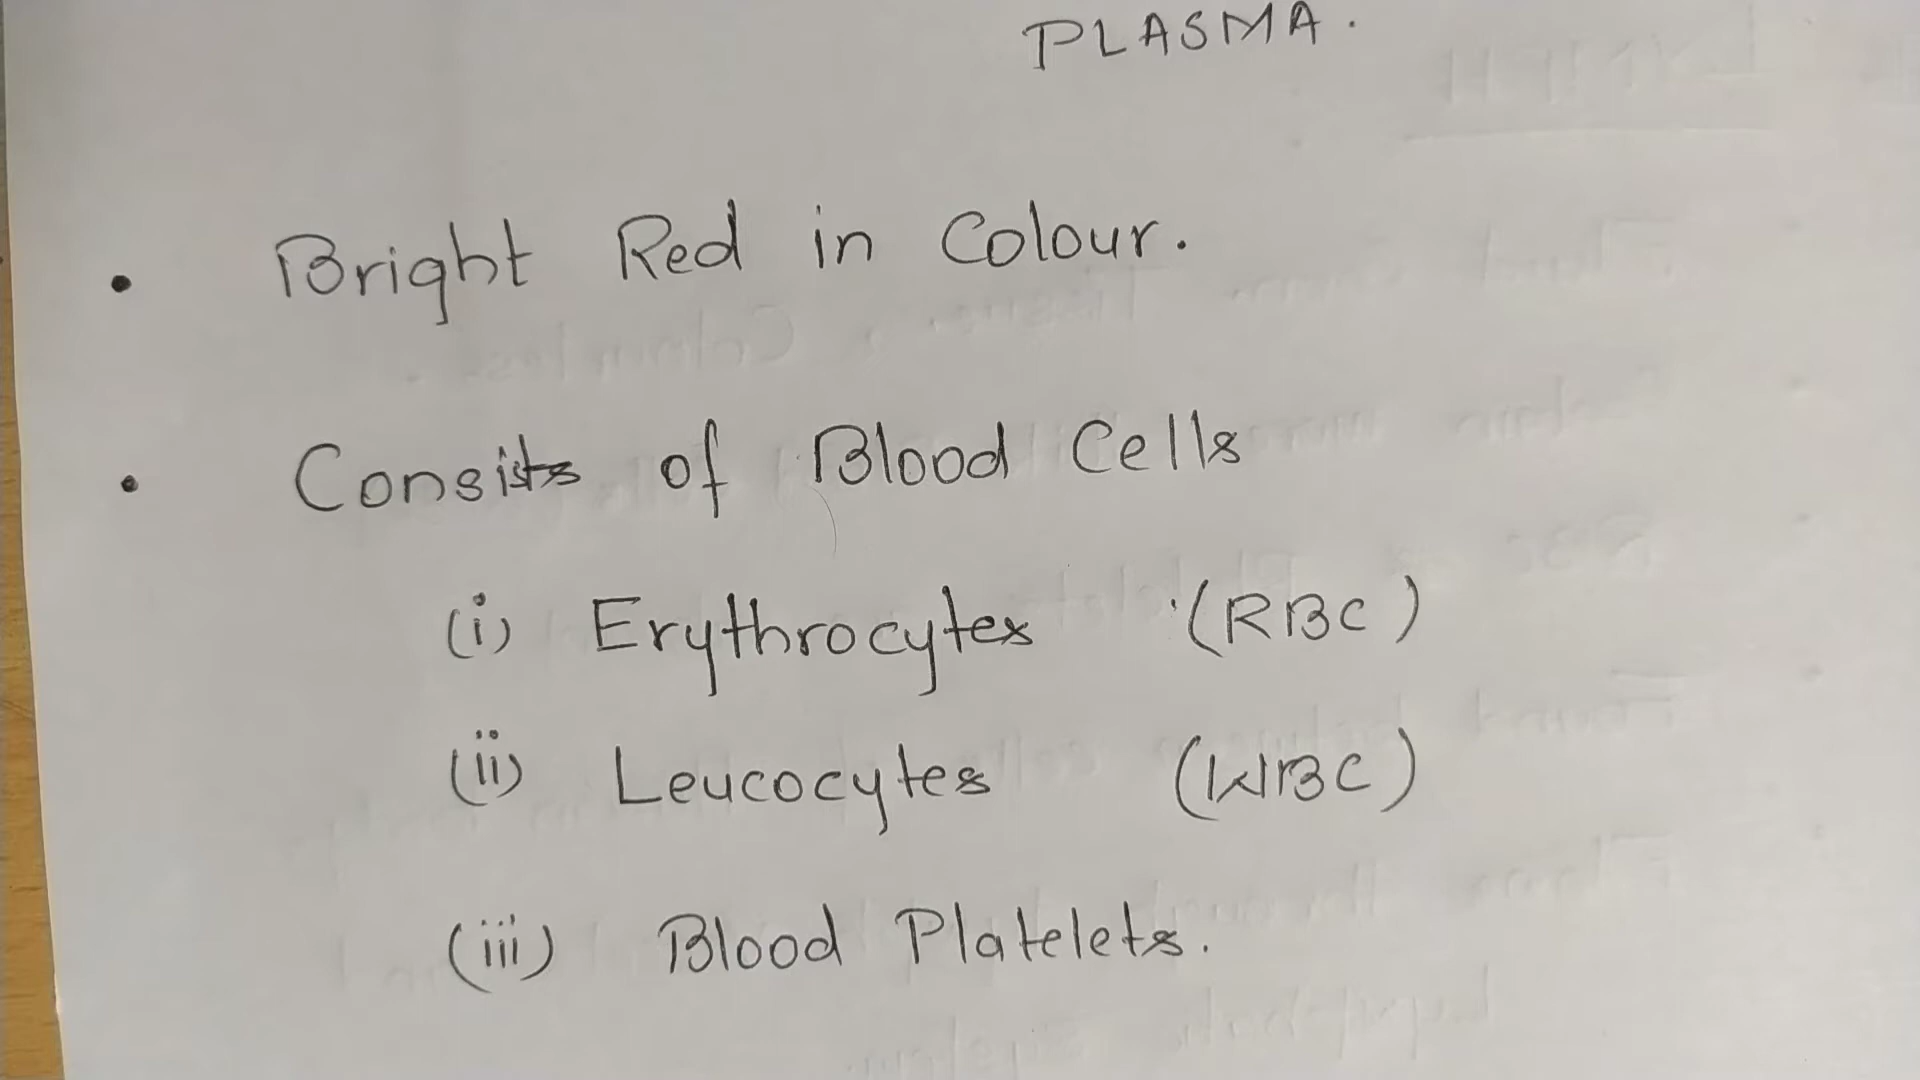 PLASMA.
• Bright Red in Colour.
• Consists of Blood Cells
(i) Erythrocytes (RBC)
(ii) Leucocytes (WBC)
(iii) Blood Platelets.